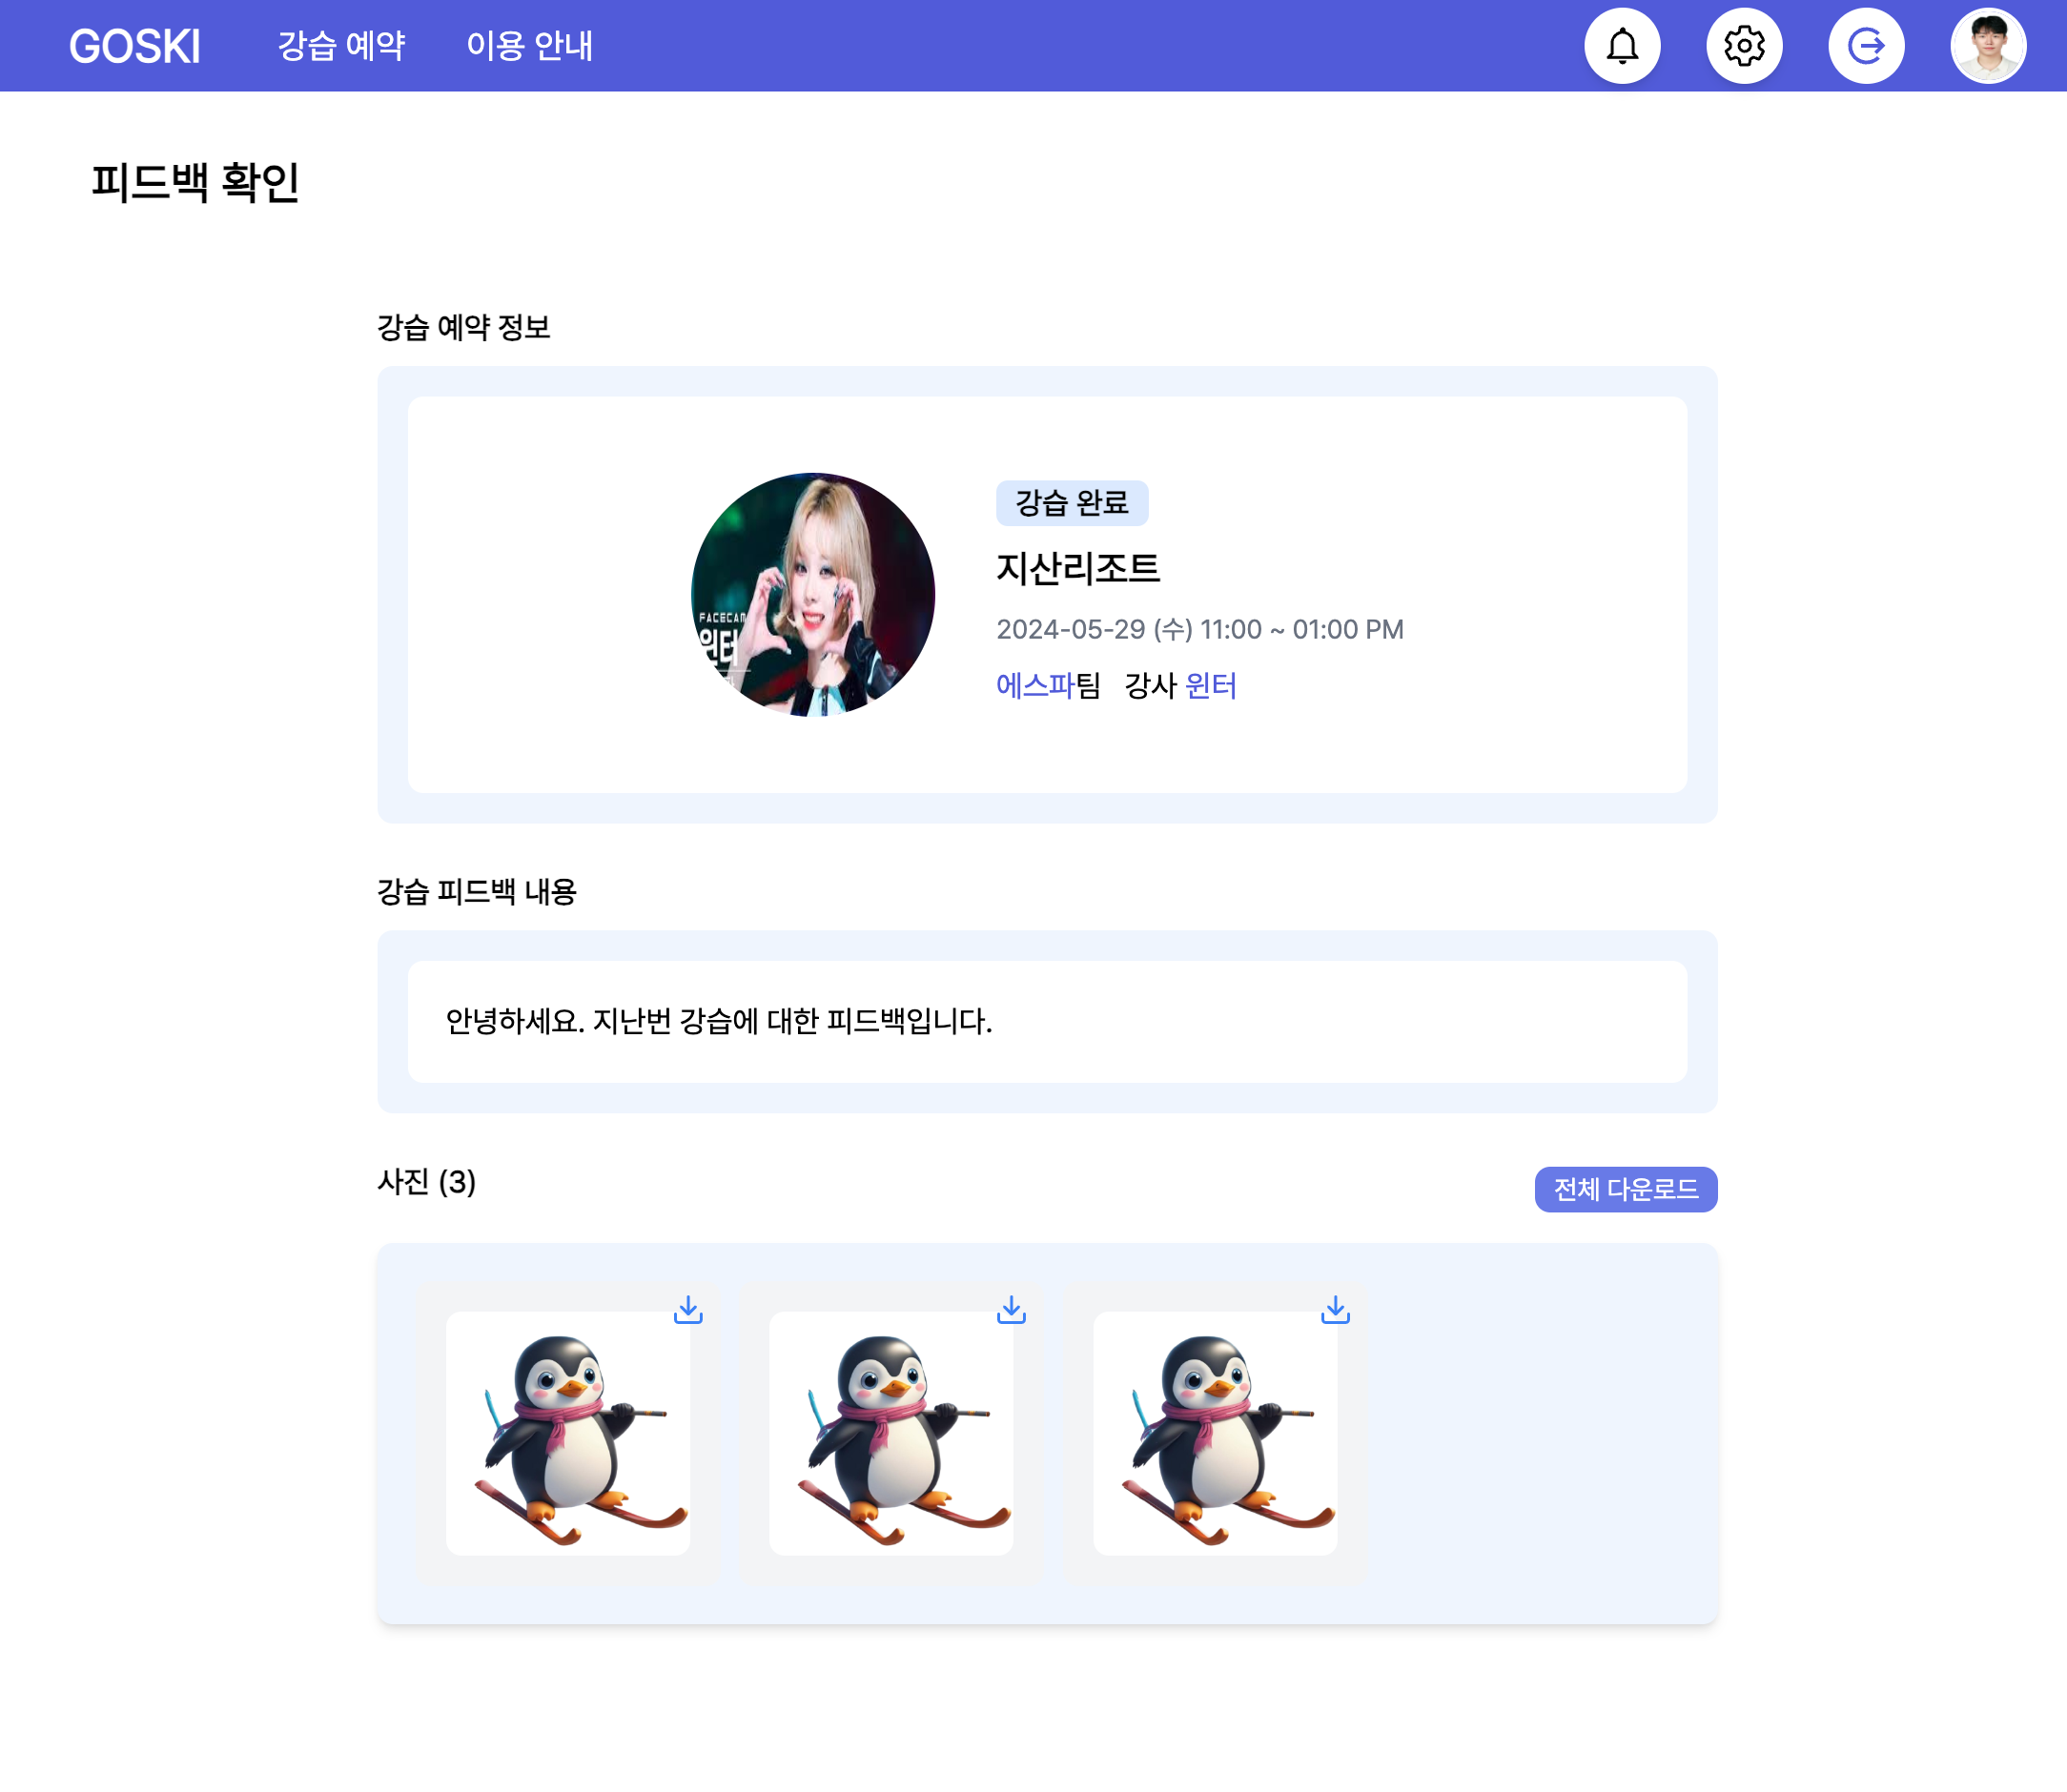 GOSKI 강습 예약 이용 안내
피드백 확인
강습 예약 정보
FACECAM
윈터
강습 완료
지산리조트
2024-05-29 (수) 11:00 ~ 01:00 PM
에스파팀 강사 윈터
강습 피드백 내용
안녕하세요. 지난번 강습에 대한 피드백입니다.
사진 (3)
전체 다운로드